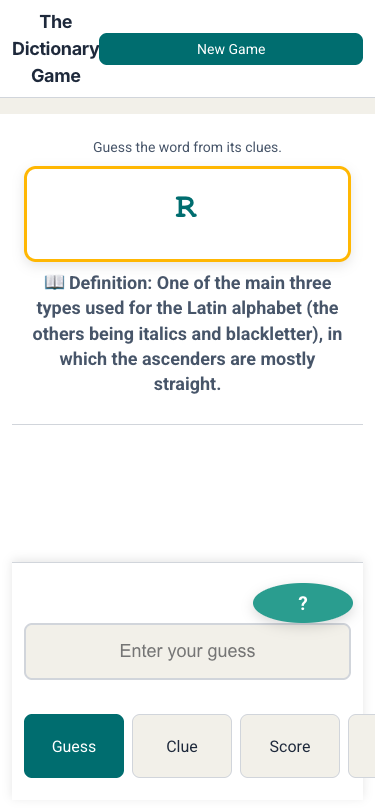 The
Dictionary
Game
New Game
Guess the word from its clues.
R
📖 Definition: One of the main three
types used for the Latin alphabet (the
others being italics and blackletter), in
which the ascenders are mostly
straight.
?
Enter your guess
Guess
Clue
Score